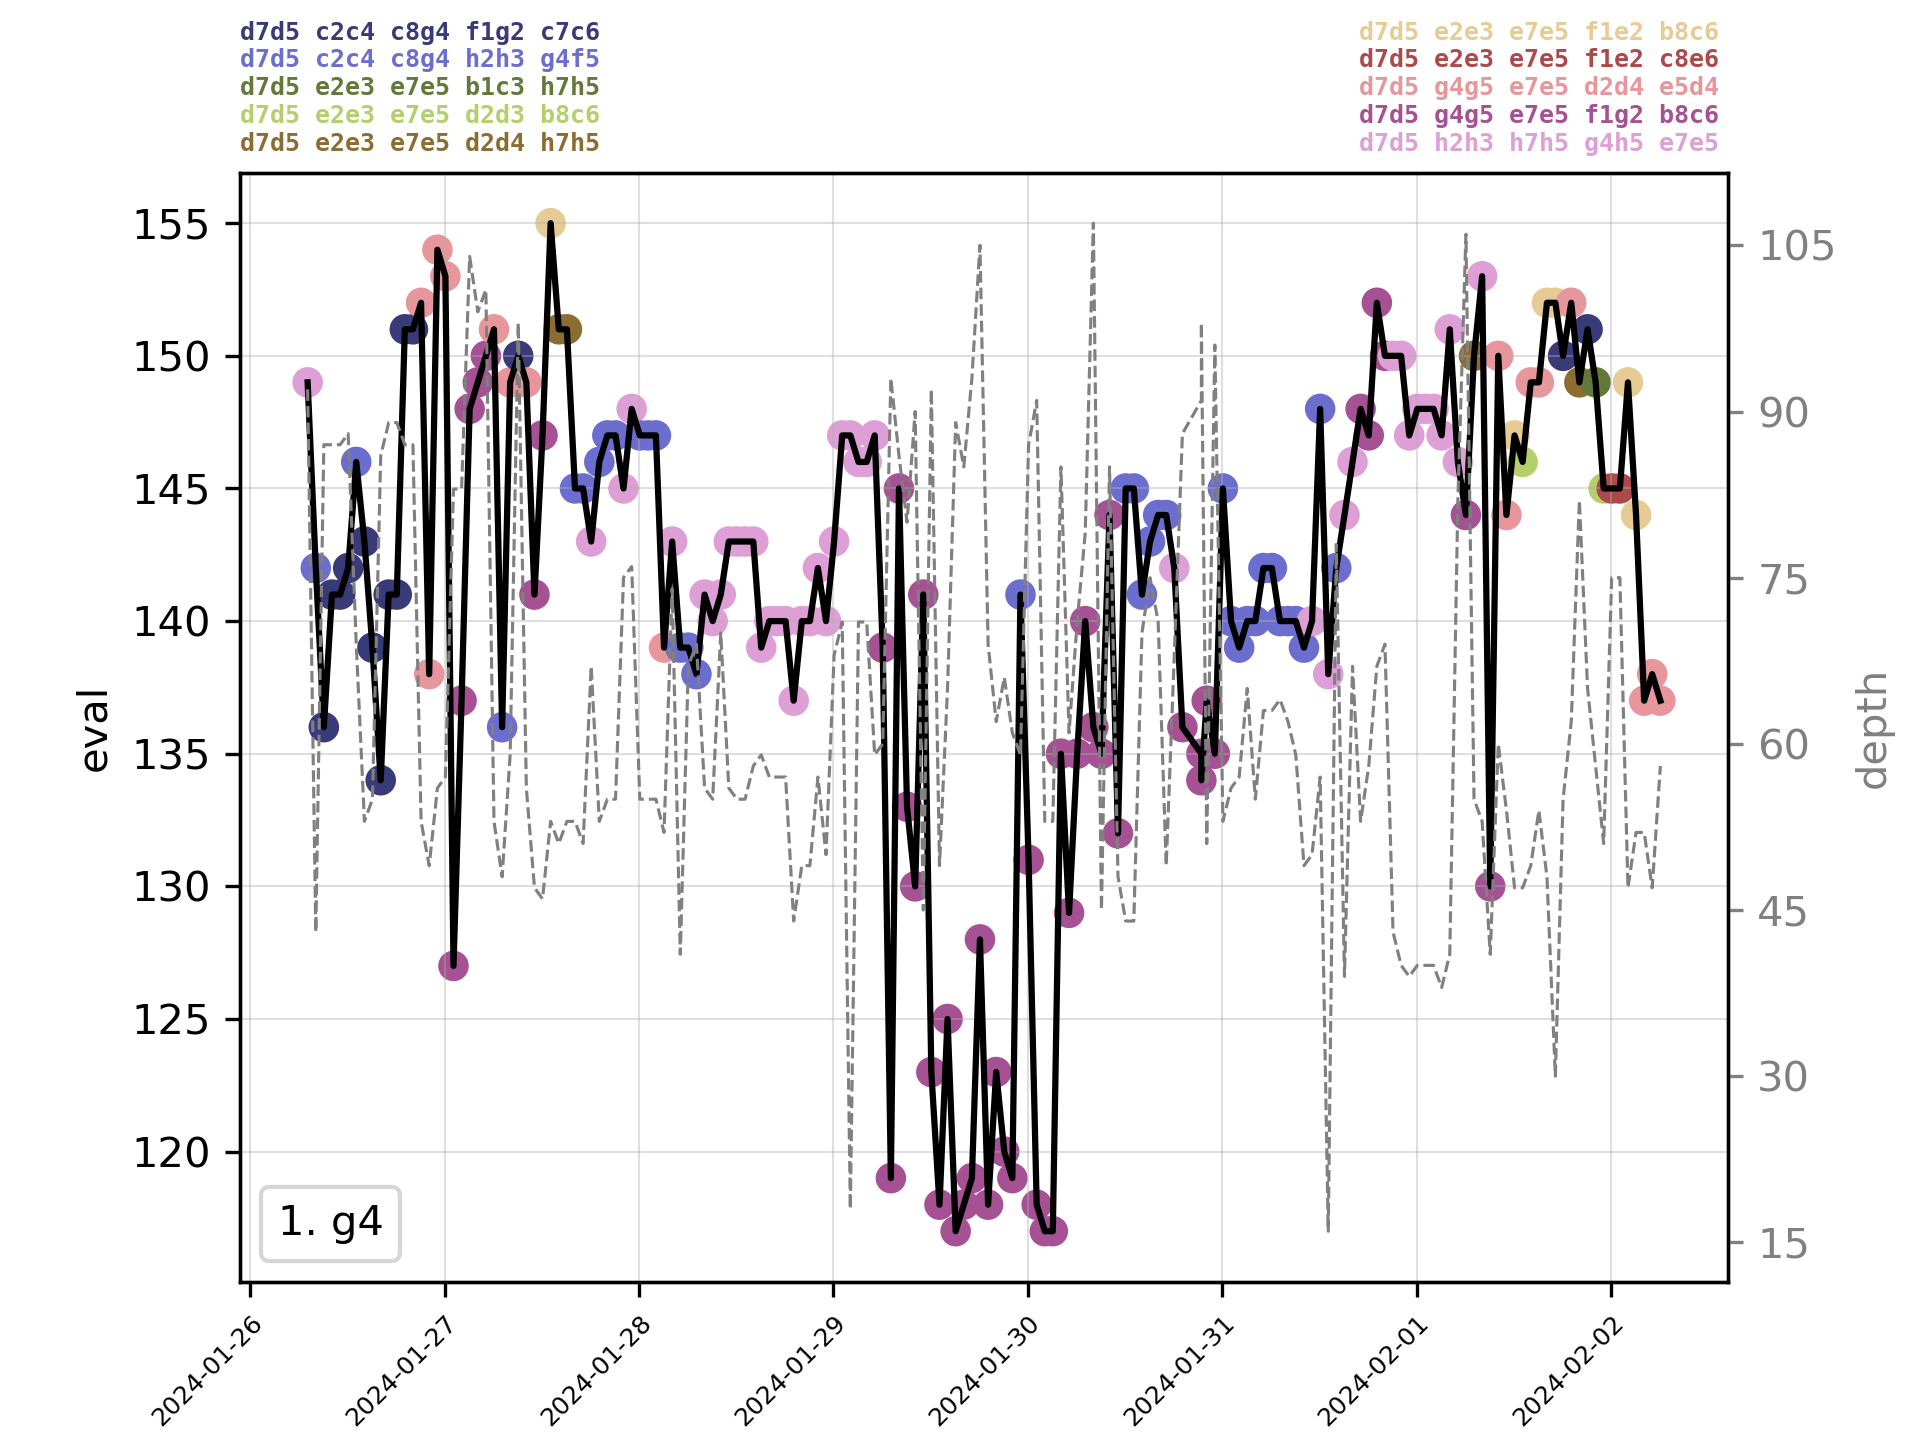 d7d5 c2c4 c8g4 f1g2 c7c6
d7d5 c2c4 c8g4 h2h3 g4f5
d7d5 e2e3 e7e5 b1c3 h7h5
d7d5 e2e3 e7e5 d2d3 b8c6
d7d5 e2e3 e7e5 d2d4 h7h5
d7d5 e2e3 e7e5 f1e2 b8c6
d7d5 e2e3 e7e5 f1e2 c8e6
d7d5 g4g5 e7e5 d2d4 e5d4
d7d5 g4g5 e7e5 f1g2 b8c6
d7d5 h2h3 h7h5 g4h5 e7e5
eval
155
150
145
140
135
130
125
120
105
90
75
60
45
30
15
depth
1. g4
2024-01-26
2024-01-27
2024-01-28
2024-01-29
2024-01-30
2024-01-31
2024-02-01
2024-02-02